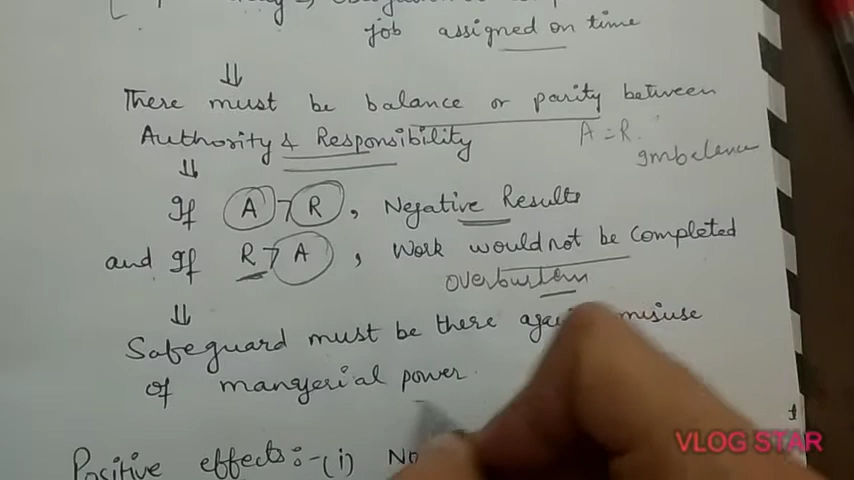 job assigned on time
⇓
There must be balance or parity between
Authority & Responsibility A = R.
⇓ Imbalance
If A > R, Negative Results
and If R > A, Work would not be completed
overburden
⇓
Safeguard must be there misuse
of mangerial power.
Positive effects:-(i)
VLOG STAR